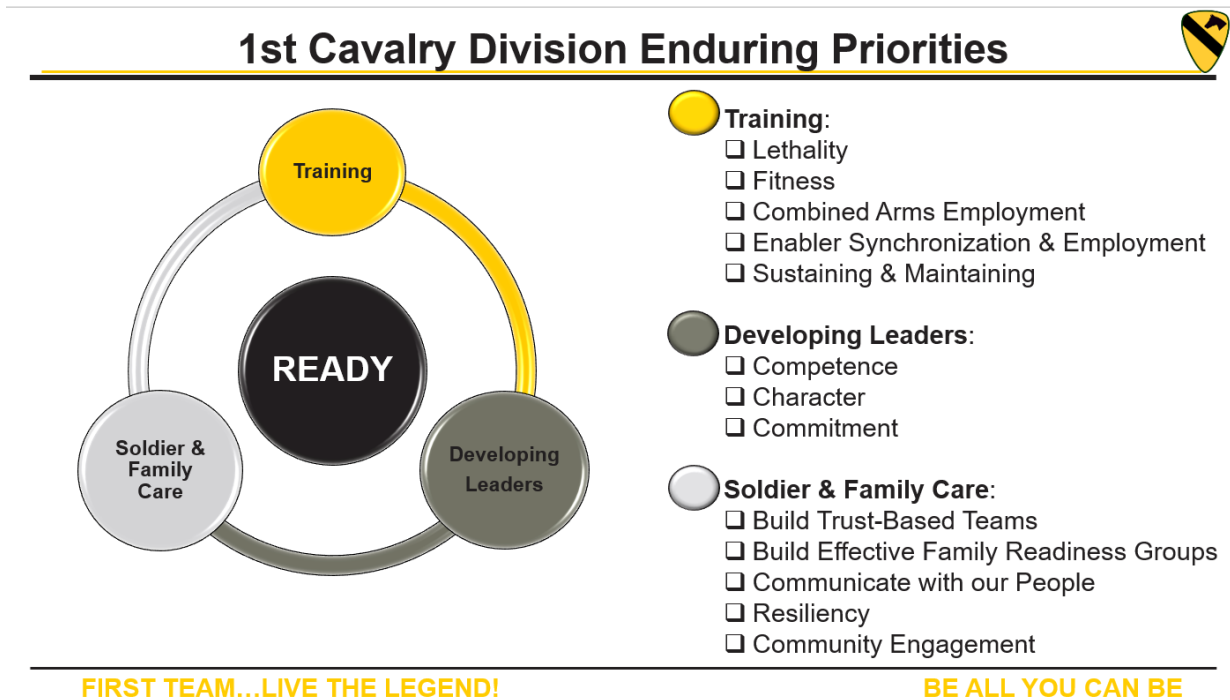 1st Cavalry Division Enduring Priorities
Training
READY
Soldier &
Family
Care
Developing
Leaders
Training:
❑ Lethality
❑ Fitness
❑ Combined Arms Employment
❑ Enabler Synchronization & Employment
❑ Sustaining & Maintaining
Developing Leaders:
❑ Competence
❑ Character
❑ Commitment
Soldier & Family Care:
❑ Build Trust-Based Teams
❑ Build Effective Family Readiness Groups
❑ Communicate with our People
❑ Resiliency
❑ Community Engagement
FIRST TEAM…LIVE THE LEGEND!
BE ALL YOU CAN BE